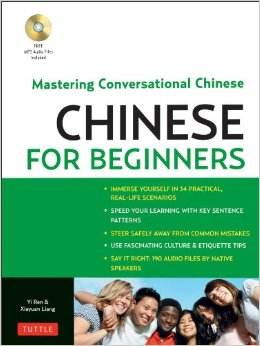 FREE
MP3 Audio Files
Included!
Mastering Conversational Chinese
CHINESE
FOR BEGINNERS
• IMMERSE YOURSELF IN 34 PRACTICAL,
REAL-LIFE SCENARIOS
• SPEED YOUR LEARNING WITH KEY SENTENCE
PATTERNS
• STEER SAFELY AWAY FROM COMMON MISTAKES
• USE FASCINATING CULTURE & ETIQUETTE TIPS
• SAY IT RIGHT: 190 AUDIO FILES BY NATIVE
SPEAKERS
Yi Ren &
Xiayuan Liang
TUTTLE